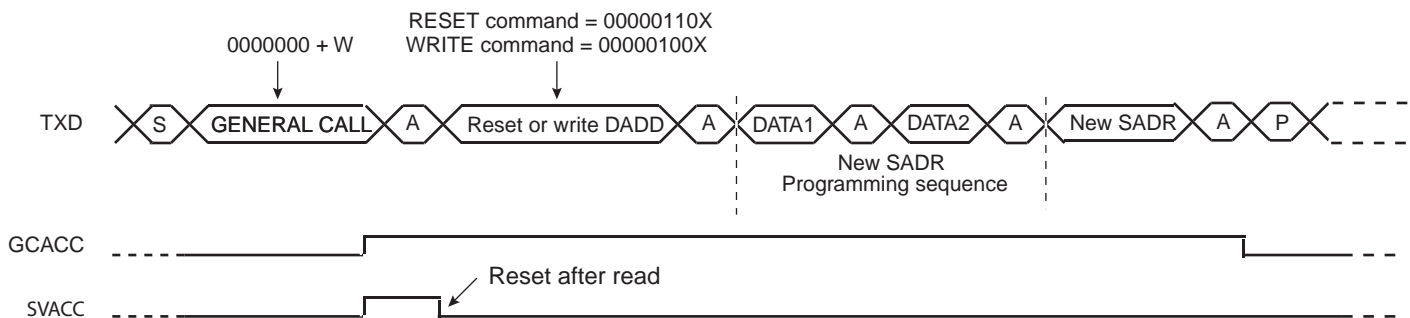 RESET command = 00000110X
0000000 + W
WRITE command = 00000100X
TXD
S
GENERAL CALL
A
Reset or write DADD
A
DATA1
A
DATA2
A
New SADR
A
P
New SADR
Programming sequence
GCACC
Reset after read
SVACC